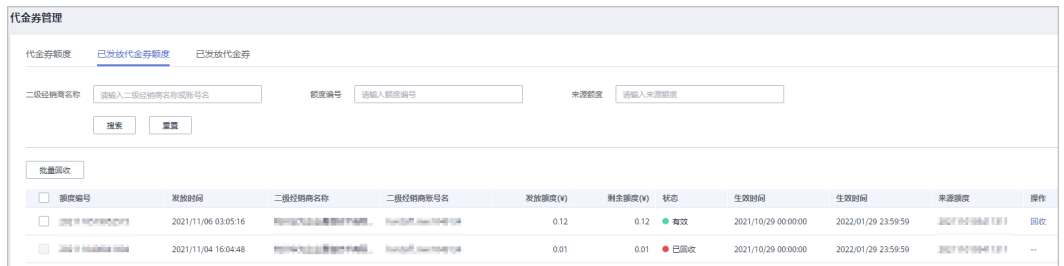 代金券管理
代金券额度 已发放代金券额度 已发放代金券
二级经销商名称 请输入二级经销商名称或账号名 额度编号 请输入额度编号 来源额度 请输入来源额度
搜索 重置
批量回收
额度编号 发放时间 二级经销商名称 二级经销商账号名 发放额度(¥) 剩余额度(¥) 状态 生效时间 生效时间 来源额度 操作
2021/11/06 03:05:16 0.12 0.12 有效 2021/10/29 00:00:00 2022/01/29 23:59:59 回收
2021/11/04 16:04:48 0.01 0.01 已回收 2021/10/29 00:00:00 2022/01/29 23:59:59 --